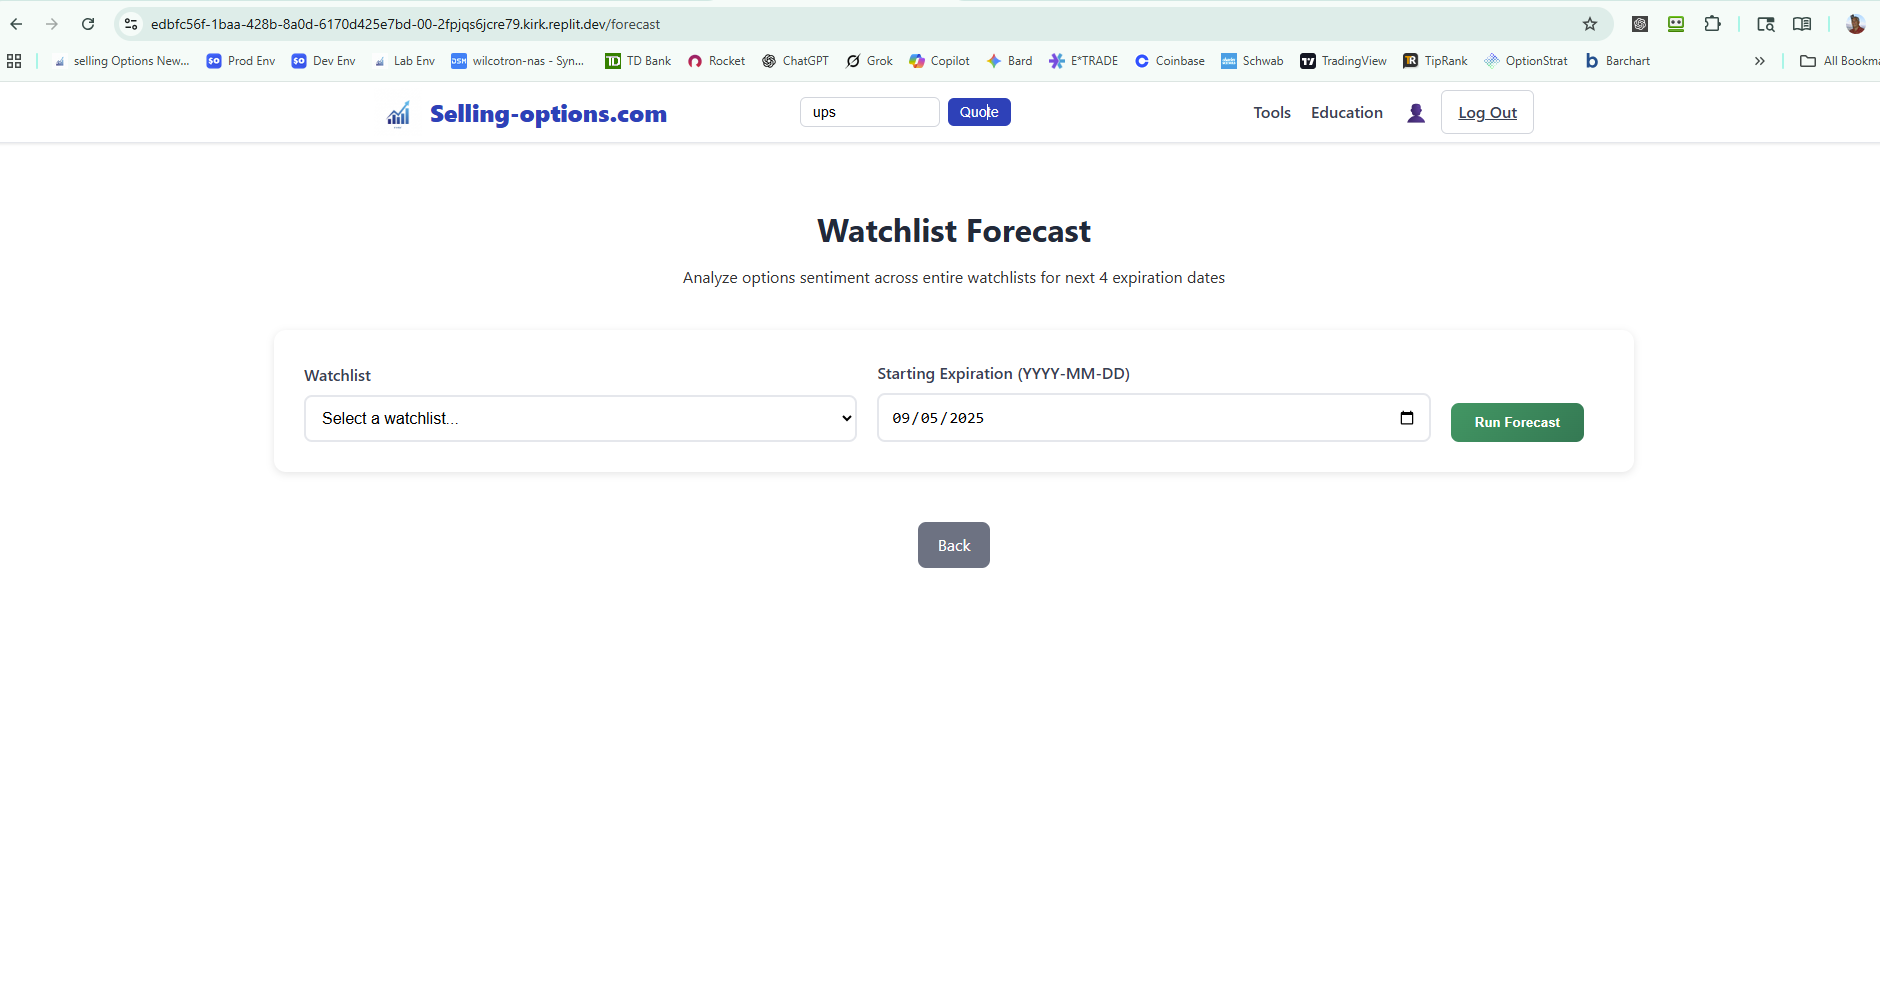 edbfc56f-1baa-428b-8a0d-6170d425e7bd-00-2fpjqs6jcre79.kirk.replit.dev/forecast
selling Options New... Prod Env Dev Env Lab Env wilcotron-nas - Syn... TD Bank Rocket ChatGPT Grok Copilot Bard E*TRADE Coinbase Schwab TradingView TipRank OptionStrat Barchart » All Bookma
Selling-options.com ups Quote Tools Education Log Out
Watchlist Forecast
Analyze options sentiment across entire watchlists for next 4 expiration dates
Watchlist Starting Expiration (YYYY-MM-DD)
Select a watchlist... 09/05/2025 Run Forecast
Back